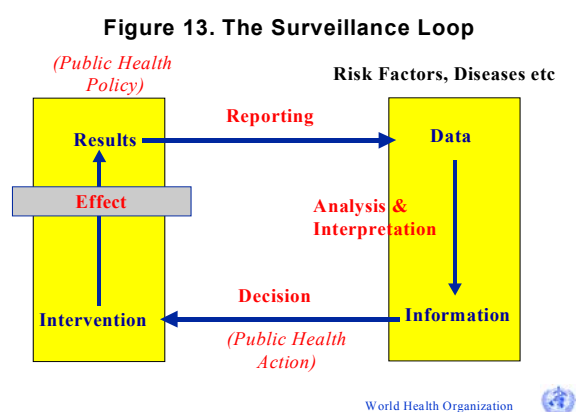 Figure 13. The Surveillance Loop
(Public Health
Policy)
Risk Factors, Diseases etc
Reporting
Results
Data
Effect
Analysis &
Interpretation
Decision
Intervention
Information
(Public Health
Action)
World Health Organization